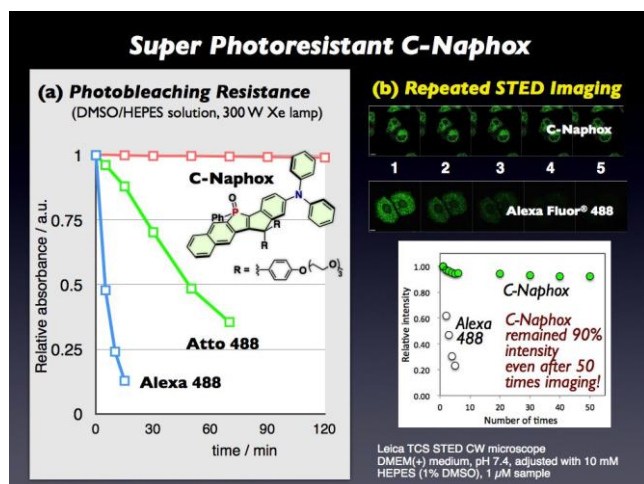 Super Photoresistant C-Naphox
(a) Photobleaching Resistance
(DMSO/HEPES solution, 300 W Xe lamp)
Relative absorbance / a.u.
1
0.75
0.5
0.25
0
0
30
60
90
120
time / min
C-Naphox
Atto 488
Alexa 488
O
Ph
P
N
R
R
R =
O
O
3
(b) Repeated STED Imaging
C-Naphox
1 2 3 4 5
Alexa Fluor® 488
Relative intensity
1.00
0.80
0.60
0.40
0.20
0
0 10 20 30 40 50
Number of times
C-Naphox
Alexa
488
C-Naphox
remained 90%
intensity
even after 50
times imaging!
Leica TCS STED CW microscope
DMEM(+) medium, pH 7.4, adjusted with 10 mM
HEPES (1% DMSO), 1 µM sample